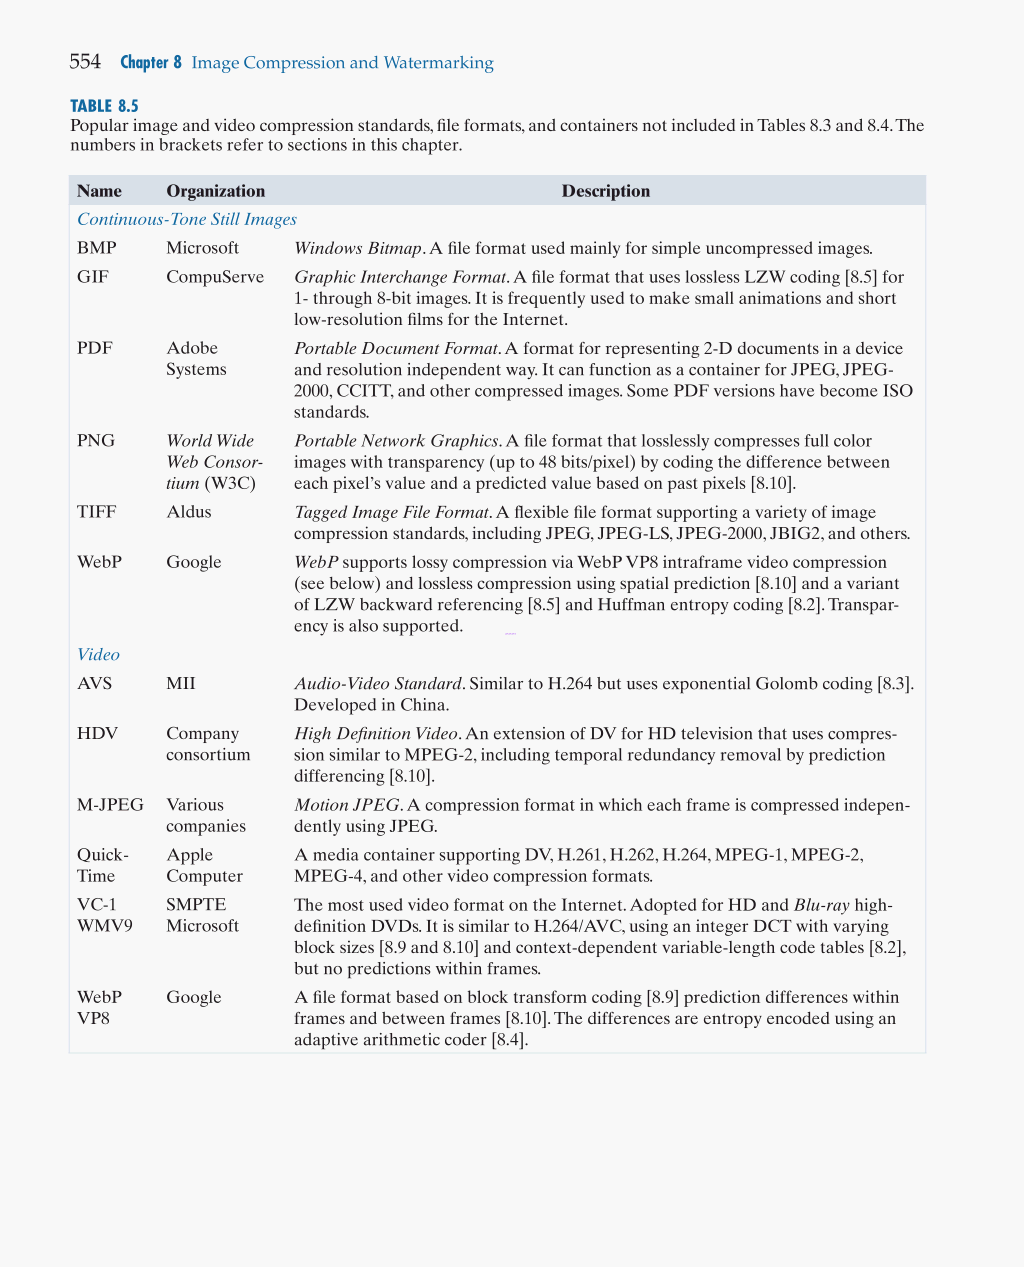 554 Chapter 8 Image Compression and Watermarking
TABLE 8.5
Popular image and video compression standards, file formats, and containers not included in Tables 8.3 and 8.4. The
numbers in brackets refer to sections in this chapter.
Name Organization Description
Continuous-Tone Still Images
BMP Microsoft Windows Bitmap. A file format used mainly for simple uncompressed images.
GIF CompuServe Graphic Interchange Format. A file format that uses lossless LZW coding [8.5] for
1- through 8-bit images. It is frequently used to make small animations and short
low-resolution films for the Internet.
PDF Adobe Portable Document Format. A format for representing 2-D documents in a device
Systems and resolution independent way. It can function as a container for JPEG, JPEG-
2000, CCITT, and other compressed images. Some PDF versions have become ISO
standards.
PNG World Wide Portable Network Graphics. A file format that losslessly compresses full color
Web Consor- images with transparency (up to 48 bits/pixel) by coding the difference between
tium (W3C) each pixel's value and a predicted value based on past pixels [8.10].
TIFF Aldus Tagged Image File Format. A flexible file format supporting a variety of image
compression standards, including JPEG, JPEG-LS, JPEG-2000, JBIG2, and others.
WebP Google WebP supports lossy compression via WebP VP8 intraframe video compression
(see below) and lossless compression using spatial prediction [8.10] and a variant
of LZW backward referencing [8.5] and Huffman entropy coding [8.2]. Transpar-
ency is also supported.
Video
AVS MII Audio-Video Standard. Similar to H.264 but uses exponential Golomb coding [8.3].
Developed in China.
HDV Company High Definition Video. An extension of DV for HD television that uses compres-
consortium sion similar to MPEG-2, including temporal redundancy removal by prediction
differencing [8.10].
M-JPEG Various Motion JPEG. A compression format in which each frame is compressed indepen-
companies dently using JPEG.
Quick- Apple A media container supporting DV, H.261, H.262, H.264, MPEG-1, MPEG-2,
Time Computer MPEG-4, and other video compression formats.
VC-1 SMPTE The most used video format on the Internet. Adopted for HD and Blu-ray high-
WMV9 Microsoft definition DVDs. It is similar to H.264/AVC, using an integer DCT with varying
block sizes [8.9 and 8.10] and context-dependent variable-length code tables [8.2],
but no predictions within frames.
WebP Google A file format based on block transform coding [8.9] prediction differences within
VP8 frames and between frames [8.10]. The differences are entropy encoded using an
adaptive arithmetic coder [8.4].